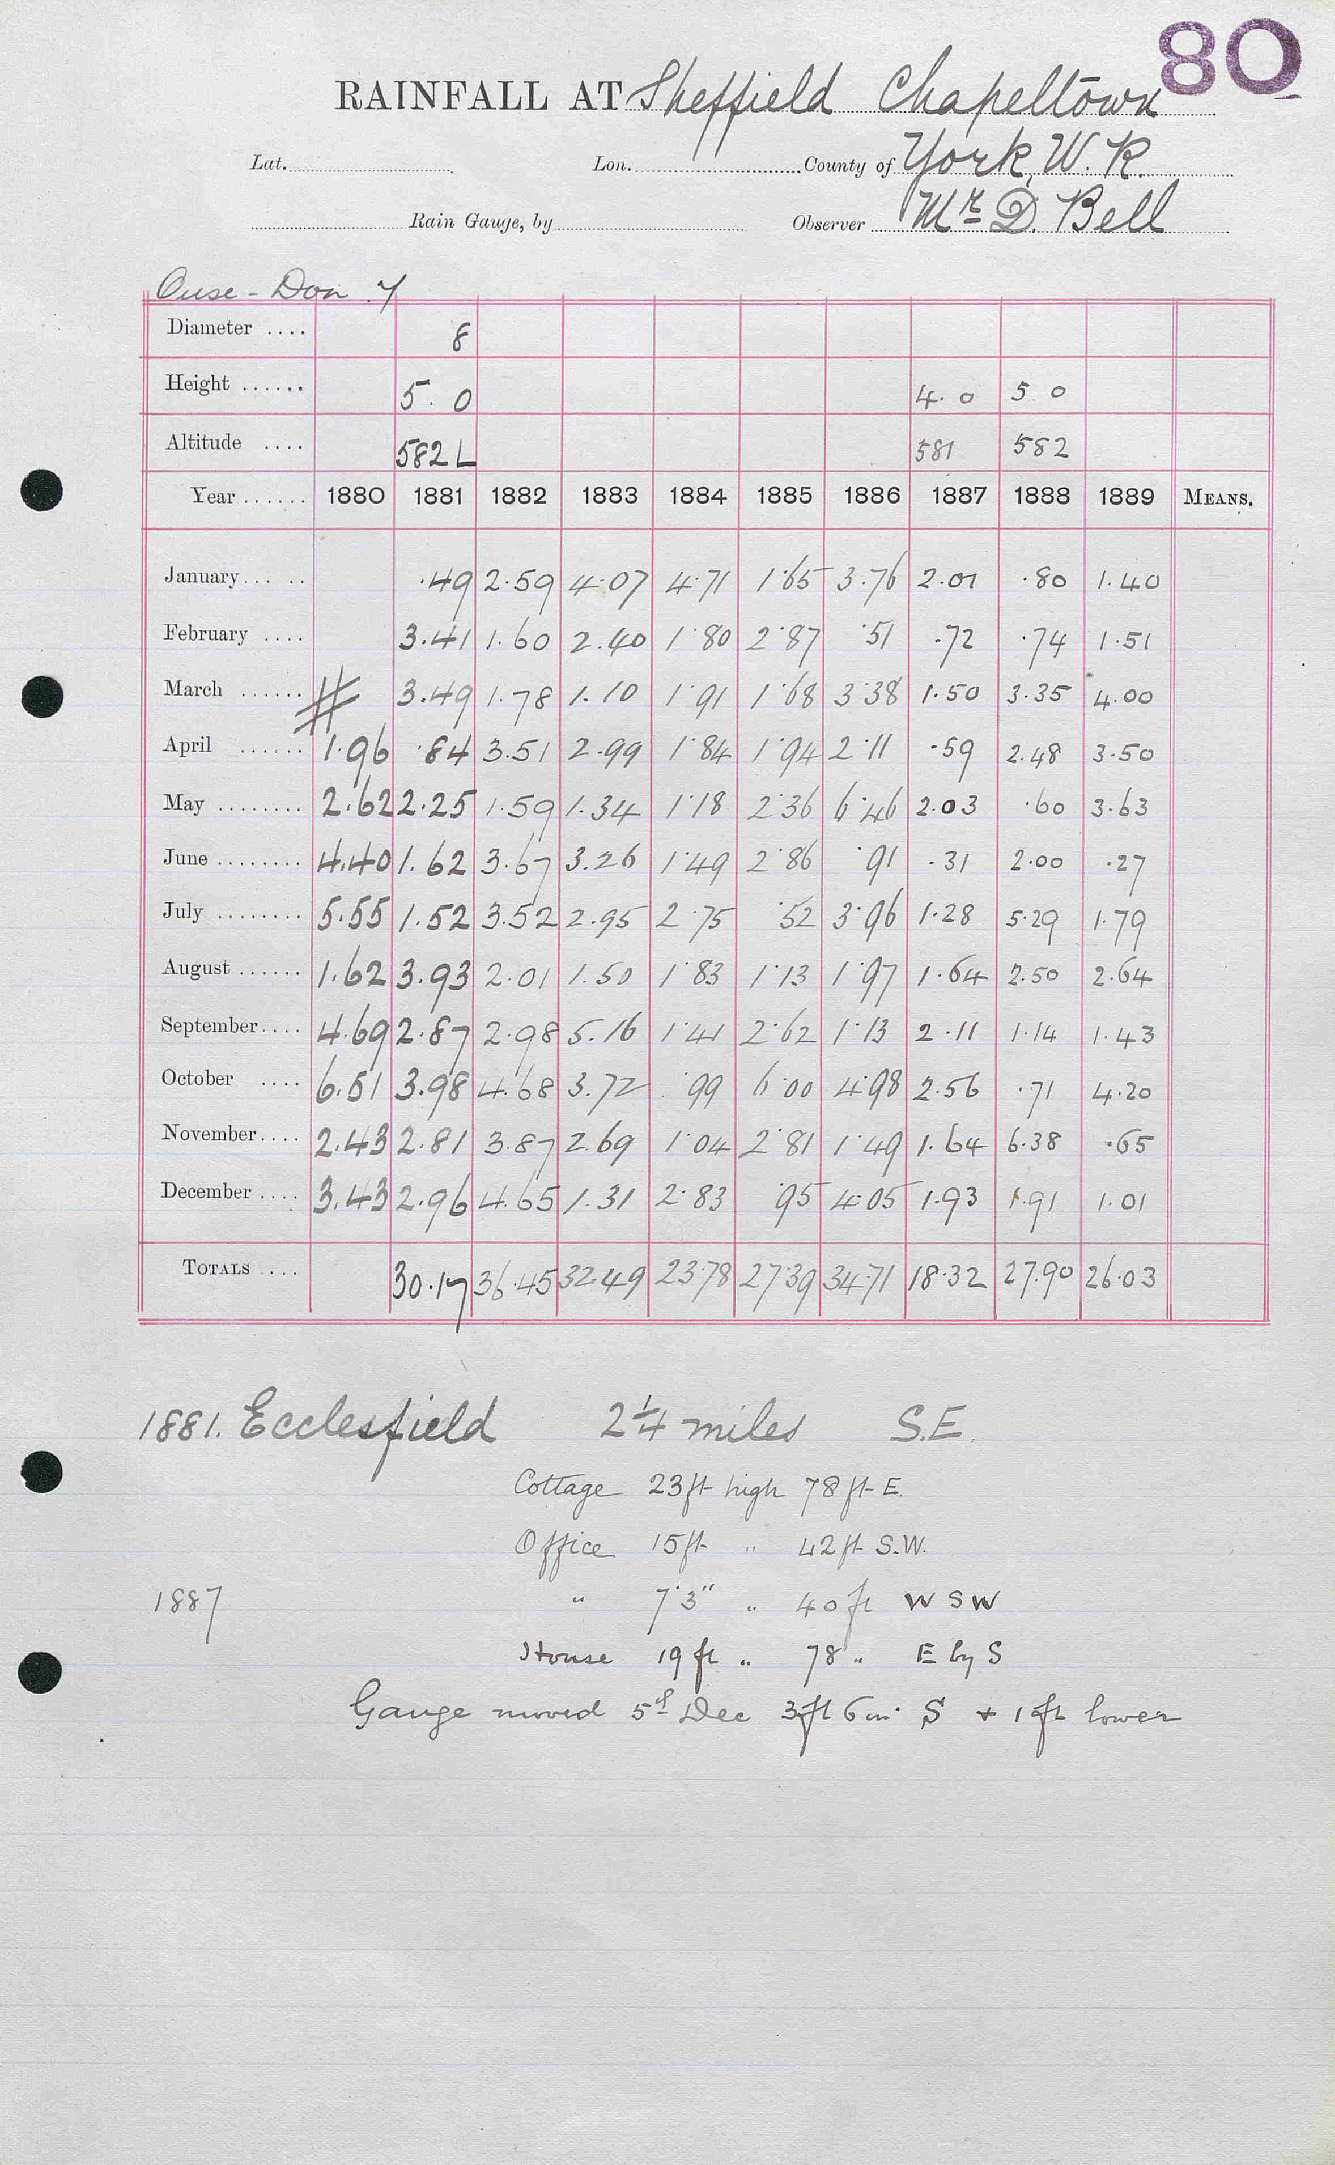 80
RAINFALL AT Sheffield Chapeltown
Lat. Lon. County of York, W. R.
Rain Gauge, by Observer Mr D. Bell
Ouse - Don 7
Diameter .... 8
Height ...... 5. 0 4. 0 5 0
Altitude .... 582 L 581 582
Year ...... 1880 1881 1882 1883 1884 1885 1886 1887 1888 1889 MEANS.
January... .. .49 2.59 4.07 4.71 1.65 3.76 2.01 .80 1.40
February .... 3.41 1.60 2.40 1.80 2.87 .51 .72 .74 1.51
March ...... # 3.49 1.78 1.10 1.91 1.68 3.38 1.50 3.35 4.00
April ...... 1.96 .84 3.51 2.99 1.84 1.94 2.11 .59 2.48 3.50
May ........ 2.62 2.25 1.59 1.34 1.18 2.36 6.46 2.03 .60 3.63
June ........ 4.40 1.62 3.67 3.26 1.49 2.86 .91 .31 2.00 .27
July ........ 5.55 1.52 3.52 2.95 2.75 .52 3.96 1.28 5.29 1.79
August ...... 1.62 3.93 2.01 1.50 1.83 1.13 1.97 1.64 2.50 2.64
September.... 4.69 2.87 2.98 5.16 1.41 2.62 1.13 2.11 1.14 1.43
October .... 6.51 3.98 4.68 3.72 .99 6.00 4.98 2.56 .71 4.20
November.... 2.43 2.81 3.87 2.69 1.04 2.81 1.49 1.64 6.38 .65
December .... 3.43 2.96 4.65 1.31 2.83 .95 4.05 1.93 1.91 1.01
TOTALS .... 30.17 36.45 32.49 23.78 27.39 34.71 18.32 27.90 26.03
1881. Ecclesfield 2¼ miles S.E.
Cottage 23ft high 78ft E.
Office 15ft " 42ft S.W.
1887 " 7'3" " 40ft W S W
House 19ft " 78 " E by S
Gauge moved 5th Dec 3ft 6in. S + 1ft lower